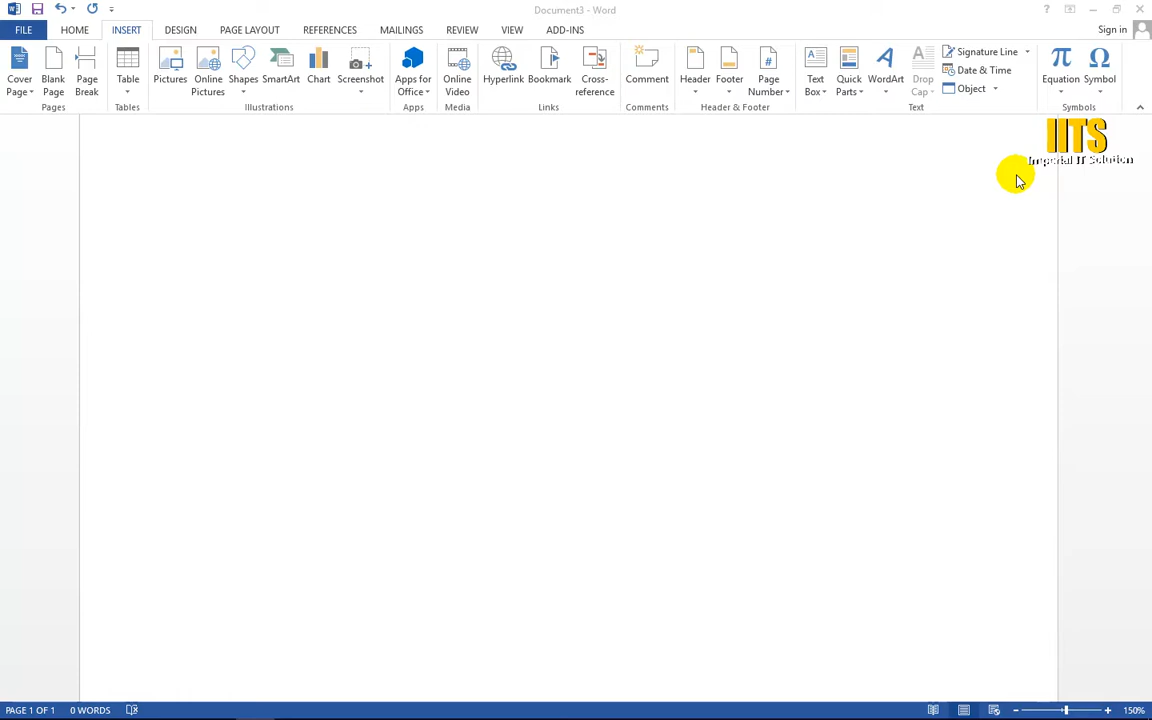 Document3 - Word
FILE HOME INSERT DESIGN PAGE LAYOUT REFERENCES MAILINGS REVIEW VIEW ADD-INS Sign in
Cover Page
Blank Page
Page Break
Table
Pictures
Online Pictures
Shapes
SmartArt
Chart
Screenshot
Apps for Office
Online Video
Hyperlink
Bookmark
Cross-reference
Comment
Header
Footer
Page Number
Text Box
Quick Parts
WordArt
Drop Cap
Signature Line
Date & Time
Object
Equation
Symbol
Pages Tables Illustrations Apps Media Links Comments Header & Footer Text Symbols
IITS
Imperial IT Solution
PAGE 1 OF 1 0 WORDS 150%